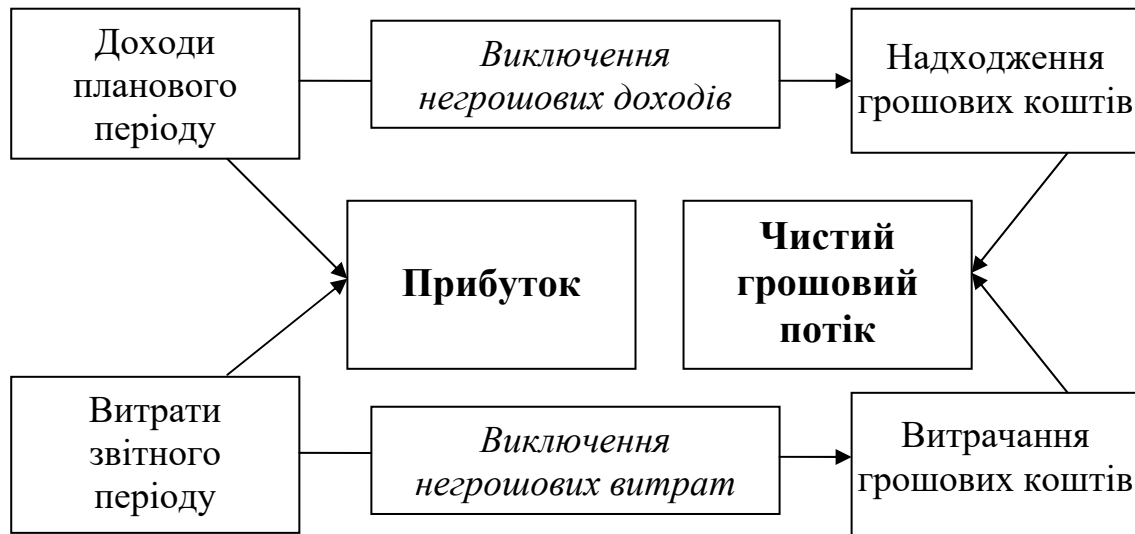 Доходи
планового
періоду
Виключення
негрошових доходів
Надходження
грошових коштів
Прибуток
Чистий
грошовий
потік
Витрати
звітного
періоду
Виключення
негрошових витрат
Витрачання
грошових коштів